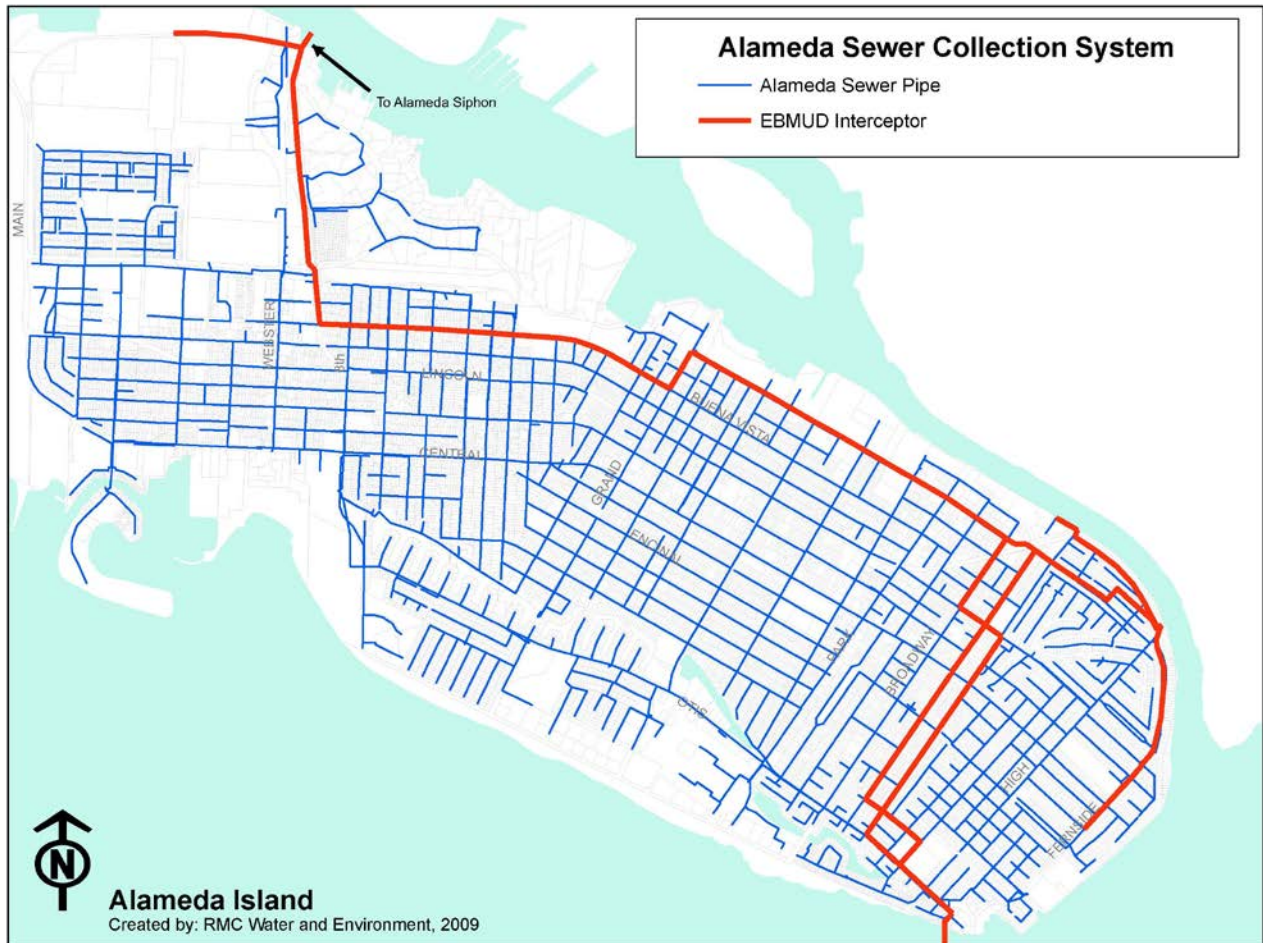 Alameda Sewer Collection System
Alameda Sewer Pipe
EBMUD Interceptor
To Alameda Siphon
MAIN
WEBSTER
8th
LINCOLN
BUENA VISTA
CENTRAL
GRAND
ENCINAL
PARK
BROADWAY
OTIS
HIGH
FERNSIDE
N
Alameda Island
Created by: RMC Water and Environment, 2009